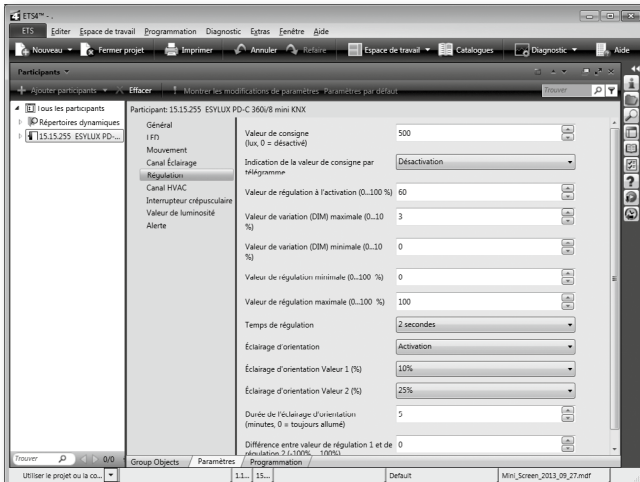 ETS4™ - .
ETS Editer Espace de travail Programmation Diagnostic Extras Fenêtre Aide
Nouveau Fermer projet Imprimer Annuler Refaire Espace de travail Catalogues Diagnostic Aide
Participants
Ajouter participants Effacer Montrer les modifications de paramètres Paramètres par défaut Trouver
Tous les participants
Répertoires dynamiques
15.15.255 ESYLUX PD-...
Participant: 15.15.255 ESYLUX PD-C 360i/8 mini KNX
Général
LED
Mouvement
Canal Éclairage
Régulation
Canal HVAC
Interrupteur crépusculaire
Valeur de luminosité
Alerte
Valeur de consigne
(lux, 0 = désactivé)
500
Indication de la valeur de consigne par
télégramme
Désactivation
Valeur de régulation à l'activation (0...100 %)
60
Valeur de variation (DIM) maximale (0...10
%)
3
Valeur de variation (DIM) minimale (0...10
%)
0
Valeur de régulation minimale (0...100 %)
0
Valeur de régulation maximale (0...100 %)
100
Temps de régulation
2 secondes
Éclairage d'orientation
Activation
Éclairage d'orientation Valeur 1 (%)
10%
Éclairage d'orientation Valeur 2 (%)
25%
Durée de l'éclairage d'orientation
(minutes, 0 = toujours allumé)
5
Différence entre valeur de régulation 1 et de
régulation 2 (-100%...100%)
0
Trouver 0/0
Group Objects Paramètres Programmation
Utiliser le projet ou la co... 1.1... 15.... Default Mini_Screen_2013_09_27.mdf